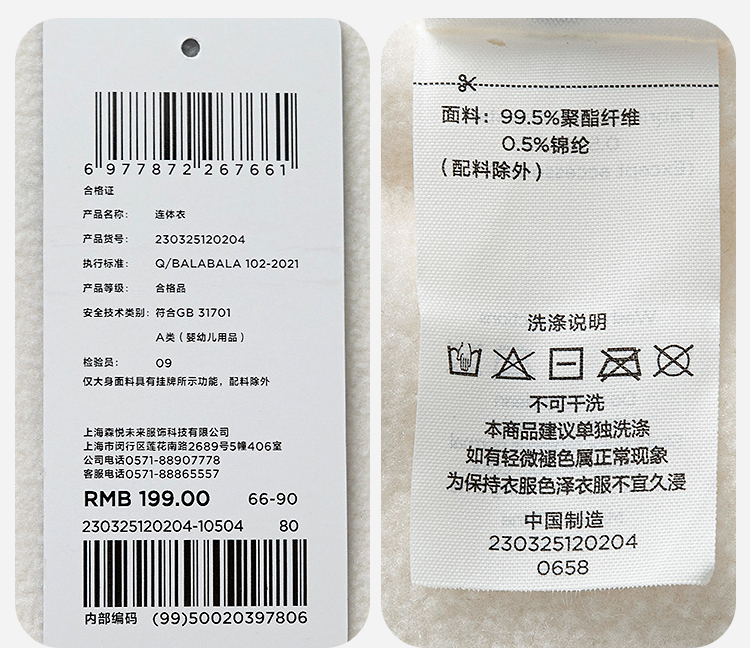 6 977872 267661
合格证
产品名称： 连体衣
产品货号： 230325120204
执行标准： Q/BALABALA 102-2021
产品等级： 合格品
安全技术类别：符合GB 31701
A类（婴幼儿用品）
检验员： 09
仅大身面料具有挂牌所示功能，配料除外
上海森悦未来服饰科技有限公司
上海市闵行区莲花南路2689号5幢406室
公司电话0571-88907778
客服电话0571-88865557
RMB 199.00 66-90
230325120204-10504 80
内部编码 (99)50020397806
面料：99.5%聚酯纤维
0.5%锦纶
（配料除外）
洗涤说明
不可干洗
本商品建议单独洗涤
如有轻微褪色属正常现象
为保持衣服色泽衣服不宜久浸
中国制造
230325120204
0658